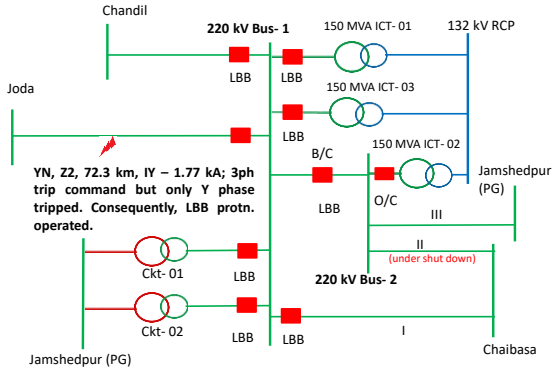 Chandil
220 kV Bus- 1
150 MVA ICT- 01
132 kV RCP
LBB
LBB
Joda
150 MVA ICT- 03
LBB
B/C
150 MVA ICT- 02
YN, Z2, 72.3 km, IY – 1.77 kA; 3ph
trip command but only Y phase
tripped. Consequently, LBB protn.
operated.
LBB
O/C
Jamshedpur
(PG)
III
II
(under shut down)
Ckt- 01
LBB
220 kV Bus- 2
Ckt- 02
LBB
LBB
I
Jamshedpur (PG)
Chaibasa